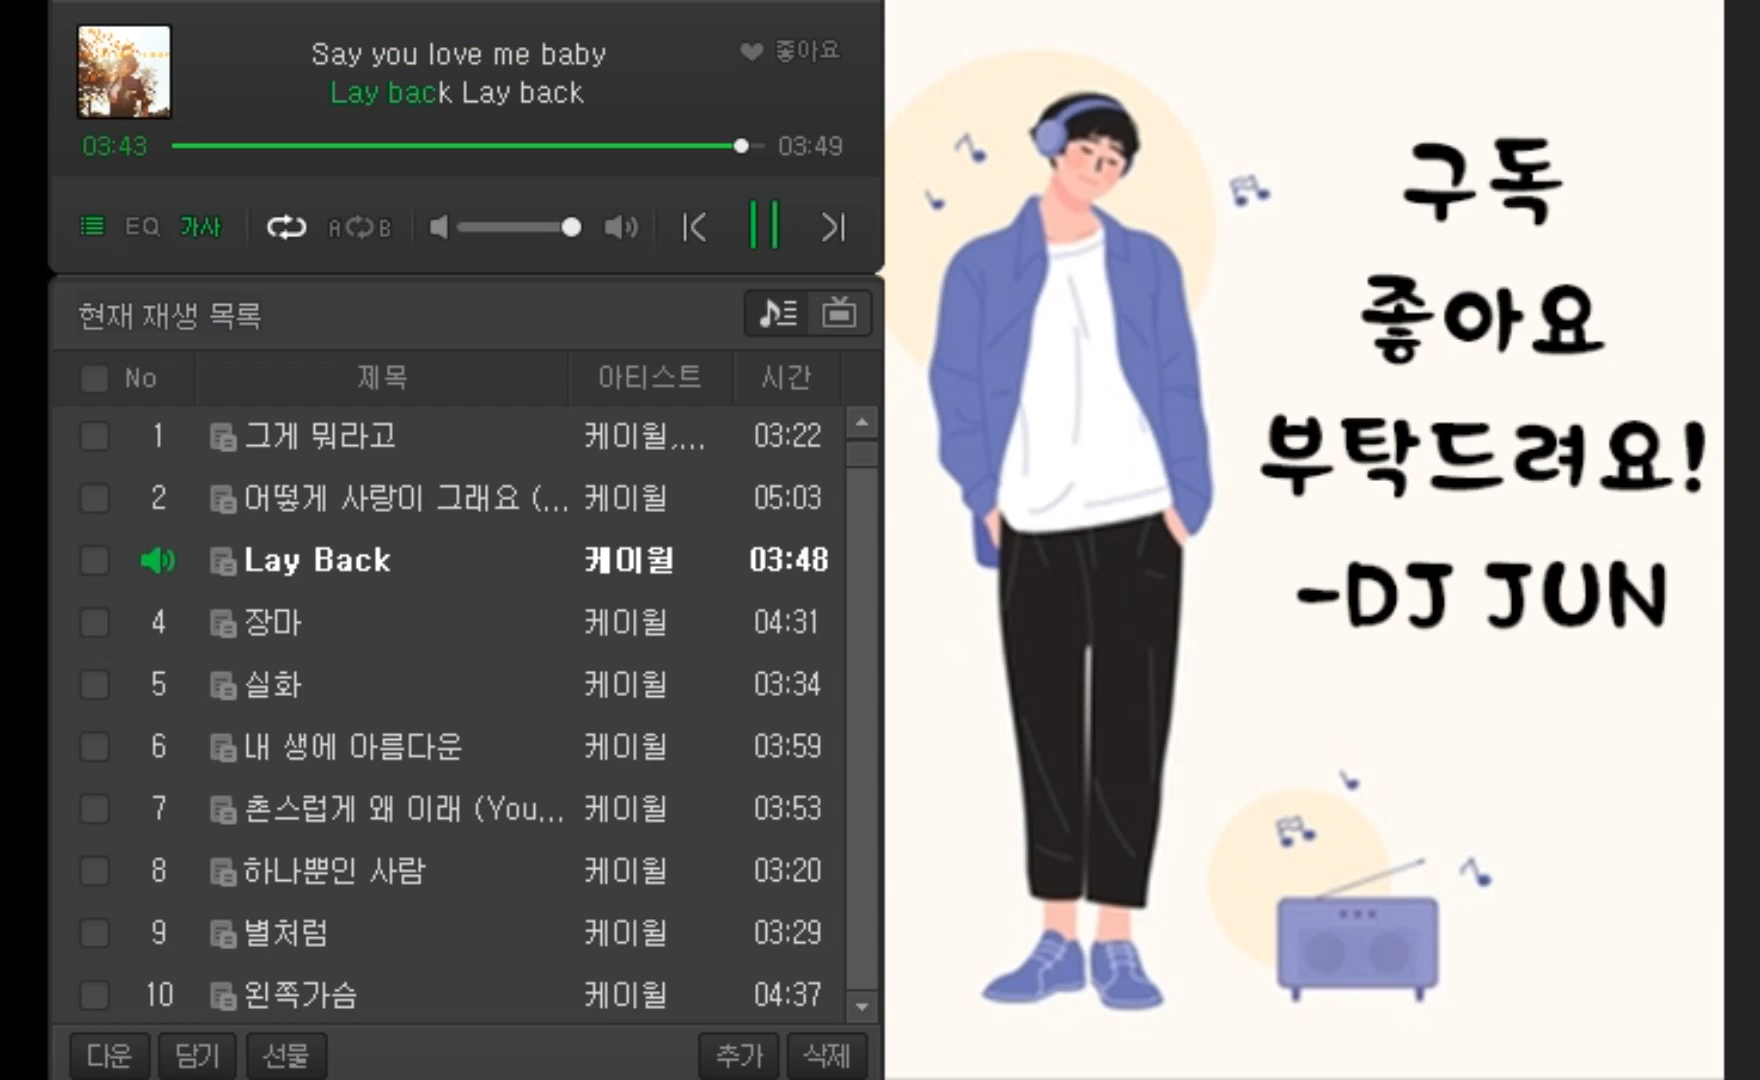 Say you love me baby
좋아요
Lay back Lay back
03:43
03:49
EQ 가사 A B
현재 재생 목록
No 제목 아티스트 시간
1 그게 뭐라고 케이윌,... 03:22
2 어떻게 사랑이 그래요 (... 케이윌 05:03
Lay Back 케이윌 03:48
4 장마 케이윌 04:31
5 실화 케이윌 03:34
6 내 생에 아름다운 케이윌 03:59
7 촌스럽게 왜 이래 (You... 케이윌 03:53
8 하나뿐인 사람 케이윌 03:20
9 별처럼 케이윌 03:29
10 왼쪽가슴 케이윌 04:37
다운 담기 선물 추가 삭제
구독
좋아요
부탁드려요!
-DJ JUN